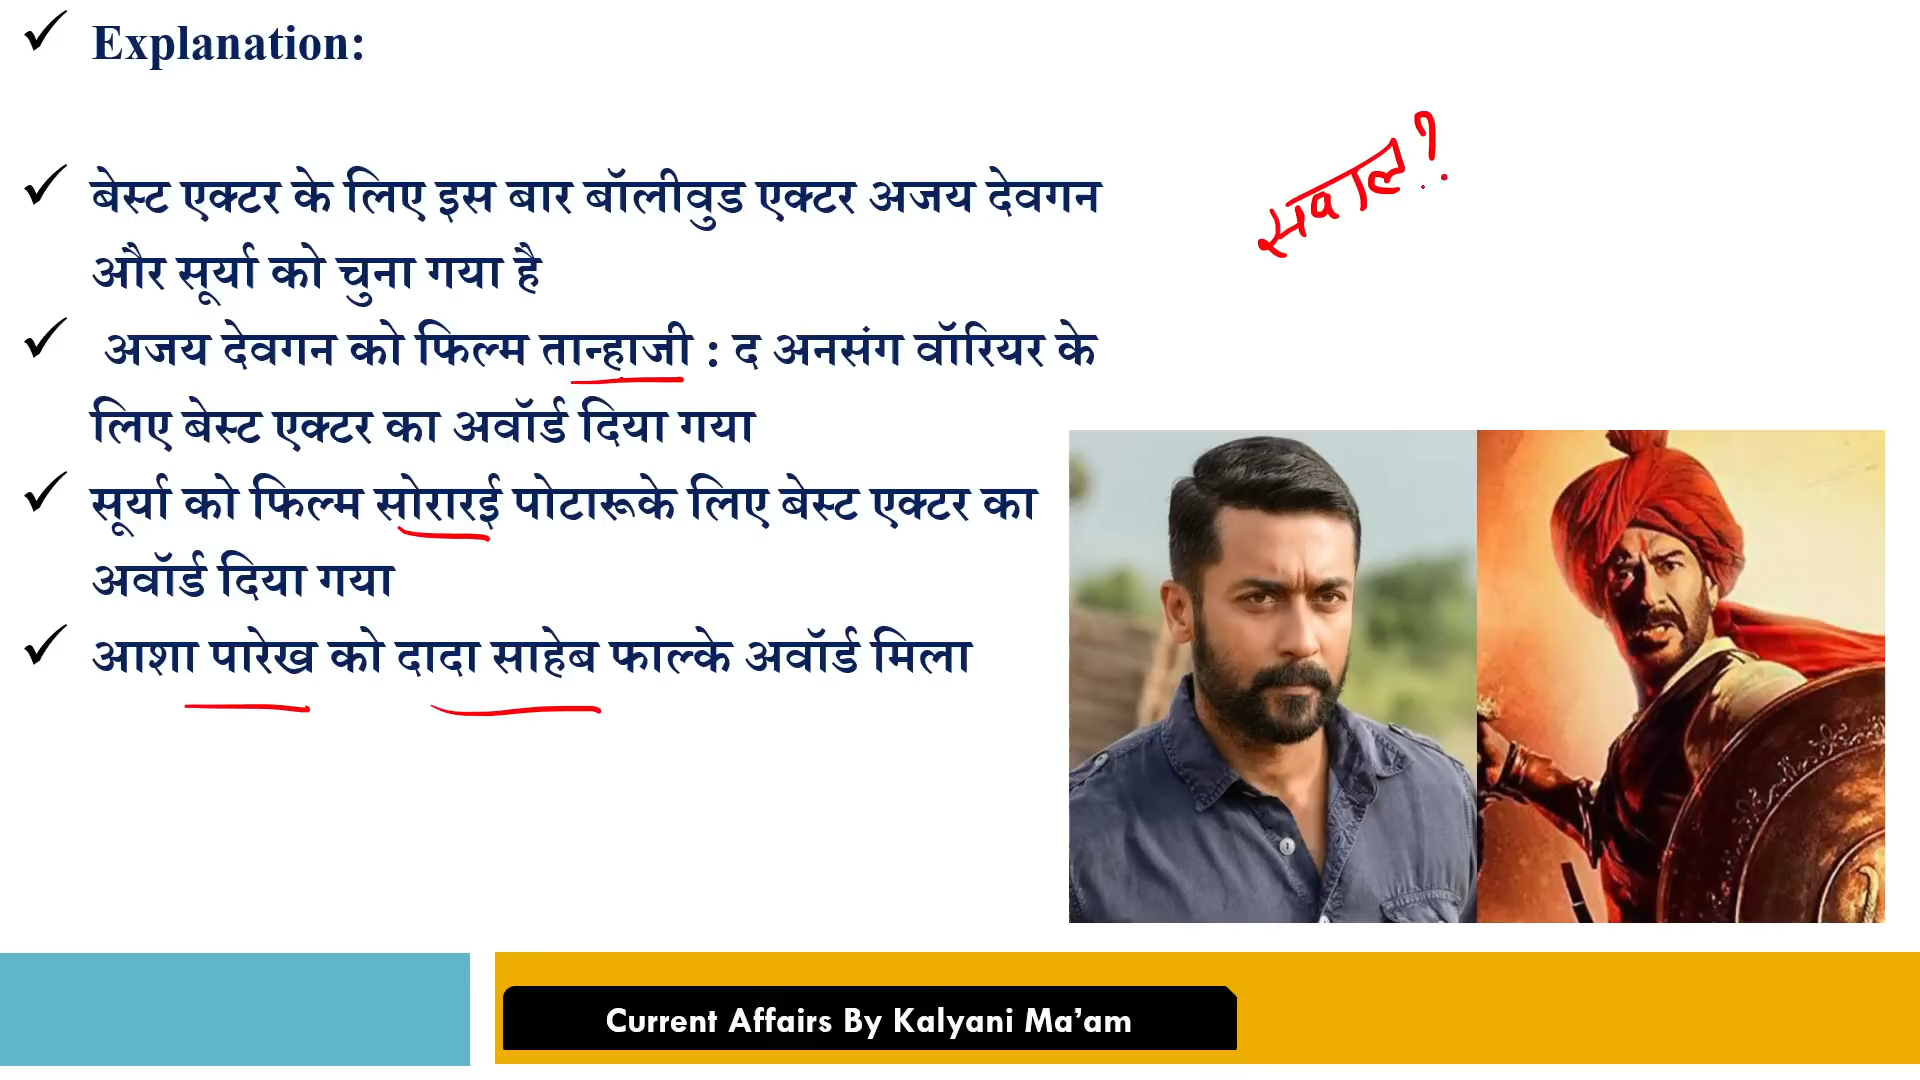 Explanation:
बेस्ट एक्टर के लिए इस बार बॉलीवुड एक्टर अजय देवगन
और सूर्या को चुना गया है
अजय देवगन को फिल्म तान्हाजी : द अनसंग वॉरियर के
लिए बेस्ट एक्टर का अवॉर्ड दिया गया
सूर्या को फिल्म सोरारई पोटारूके लिए बेस्ट एक्टर का
अवॉर्ड दिया गया
आशा पारेख को दादा साहेब फाल्के अवॉर्ड मिला
सवाल ?
Current Affairs By Kalyani Ma’am